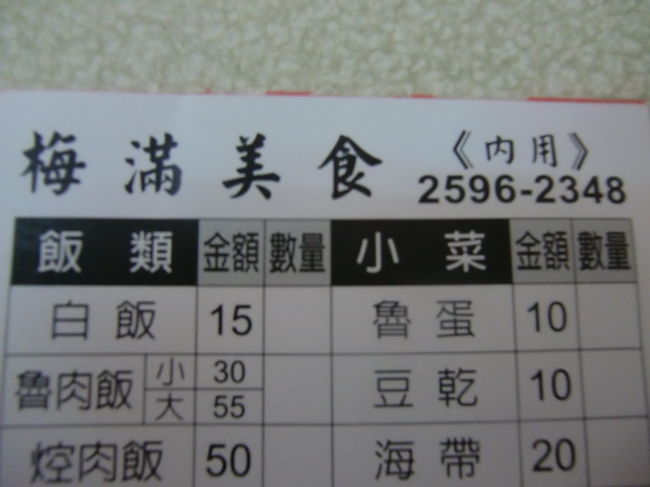 梅滿美食 《內用》
2596-2348
飯類 金額 數量 小菜 金額 數量
白飯 15 魯蛋 10
魯肉飯 小 30 豆乾 10
大 55
焢肉飯 50 海帶 20